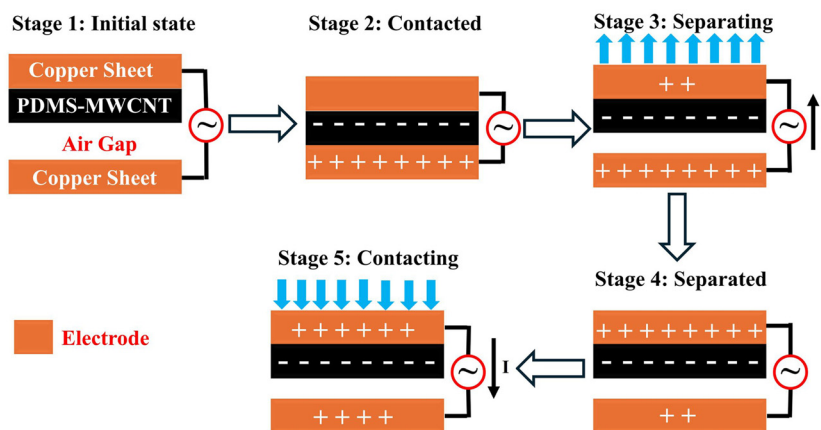 Stage 1: Initial state
Copper Sheet
PDMS-MWCNT
Air Gap
Copper Sheet
Stage 2: Contacted
- - - - - - - -
+ + + + + + + +
Stage 3: Separating
+ +
- - - - - - - -
+ + + + + + + +
Stage 4: Separated
+ + + + + + + +
- - - - - - - -
+ +
Stage 5: Contacting
+ + + + + +
- - - - - - - -
I
+ + + +
Electrode